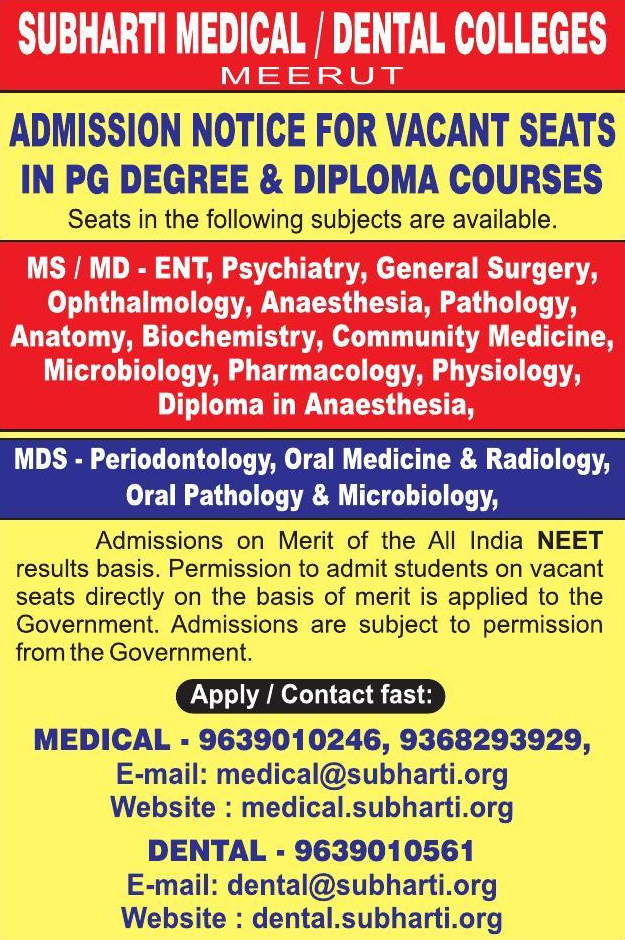 SUBHARTI MEDICAL / DENTAL COLLEGES
MEERUT
ADMISSION NOTICE FOR VACANT SEATS
IN PG DEGREE & DIPLOMA COURSES
Seats in the following subjects are available.
MS / MD - ENT, Psychiatry, General Surgery,
Ophthalmology, Anaesthesia, Pathology,
Anatomy, Biochemistry, Community Medicine,
Microbiology, Pharmacology, Physiology,
Diploma in Anaesthesia,
MDS - Periodontology, Oral Medicine & Radiology,
Oral Pathology & Microbiology,
Admissions on Merit of the All India NEET
results basis. Permission to admit students on vacant
seats directly on the basis of merit is applied to the
Government. Admissions are subject to permission
from the Government.
Apply / Contact fast:
MEDICAL - 9639010246, 9368293929,
E-mail: medical@subharti.org
Website : medical.subharti.org
DENTAL - 9639010561
E-mail: dental@subharti.org
Website : dental.subharti.org